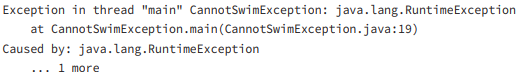 Exception in thread "main" CannotSwimException: java.lang.RuntimeException
    at CannotSwimException.main(CannotSwimException.java:19)
Caused by: java.lang.RuntimeException
    ... 1 more